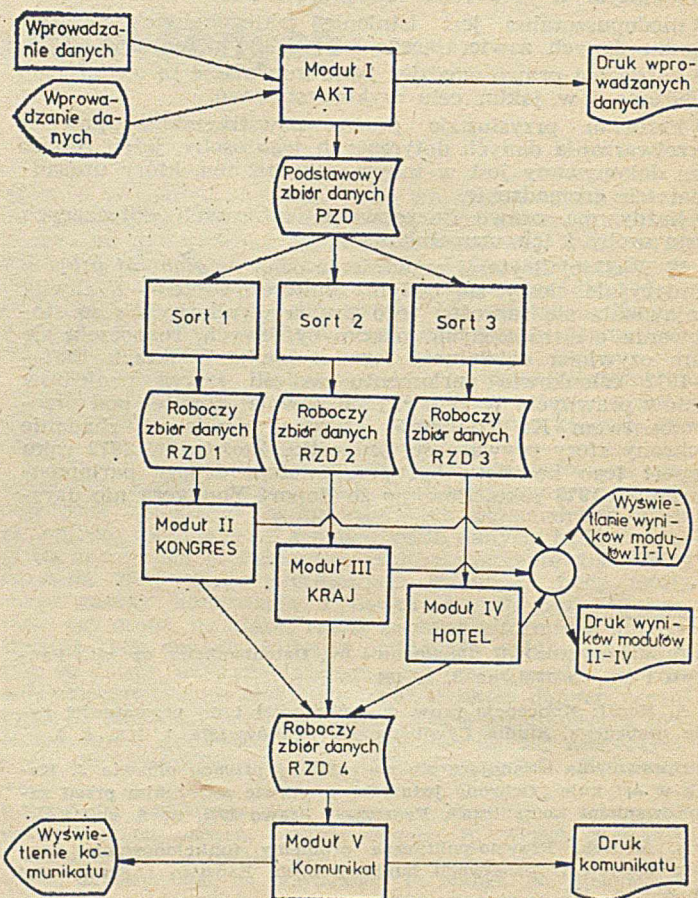 Wprowadza-
nie danych
Wprowa-
dzanie da-
nych
Moduł I
AKT
Druk wpro-
wadzanych
danych
Podstawowy
zbiór danych
PZD
Sort 1
Sort 2
Sort 3
Roboczy
zbiór danych
RZD 1
Roboczy
zbiór danych
RZD 2
Roboczy
zbiór danych
RZD 3
Moduł II
KONGRES
Moduł III
KRAJ
Moduł IV
HOTEL
Wyświe-
tlanie wyni-
ków modu-
łów II-IV
Druk wy-
ników modułów
II-IV
Roboczy
zbiór danych
RZD 4
Wyświe-
tlenie ko-
munikatu
Moduł V
Komunikat
Druk
komunikatu